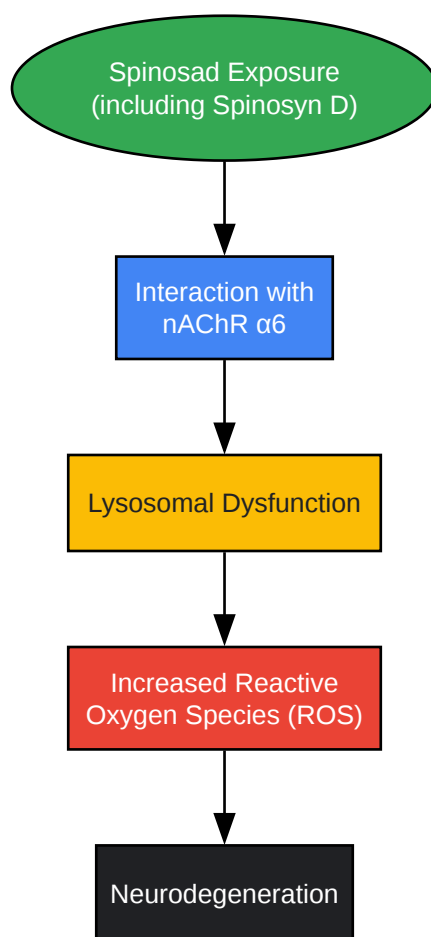 Spinosad Exposure
(including Spinosyn D)
Interaction with
nAChR α6
Lysosomal Dysfunction
Increased Reactive
Oxygen Species (ROS)
Neurodegeneration